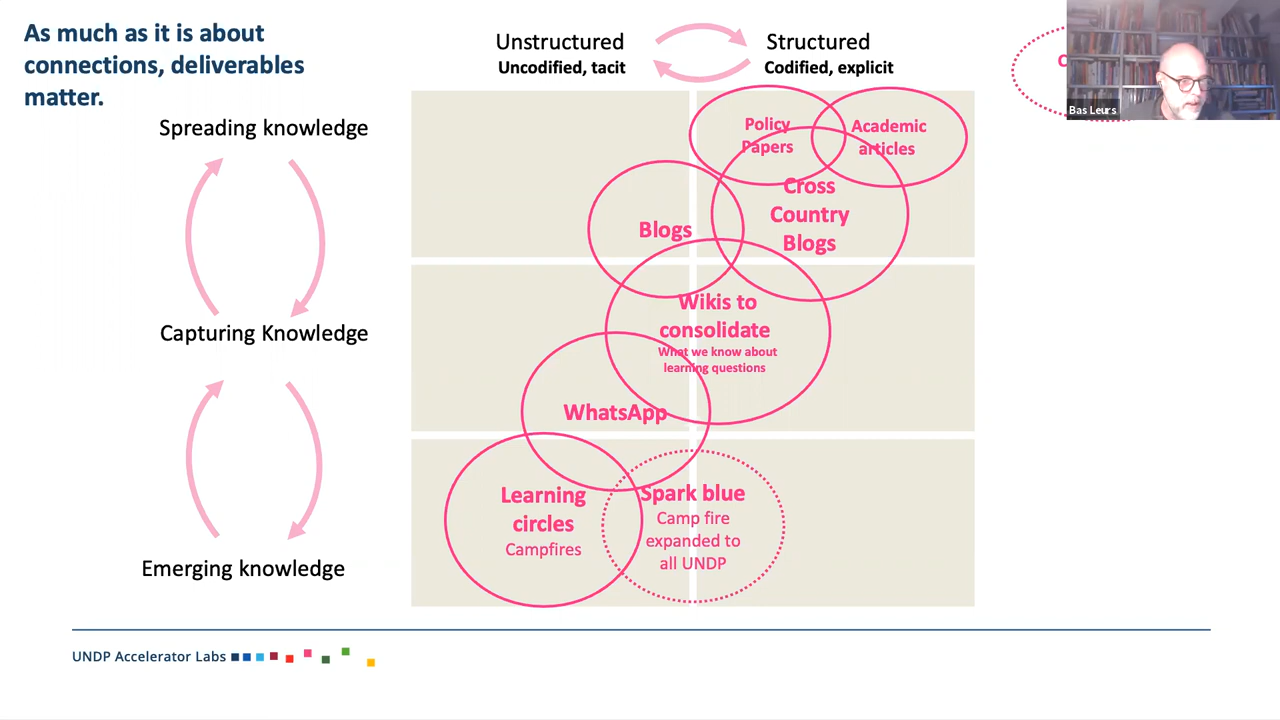 As much as it is about
connections, deliverables
matter.
Unstructured
Uncodified, tacit
Structured
Codified, explicit
Bas Leurs
Spreading knowledge
Capturing Knowledge
Emerging knowledge
Policy
Papers
Academic
articles
Cross
Country
Blogs
Blogs
Wikis to
consolidate
What we know about
learning questions
WhatsApp
Learning
circles
Campfires
Spark blue
Camp fire
expanded to
all UNDP
UNDP Accelerator Labs